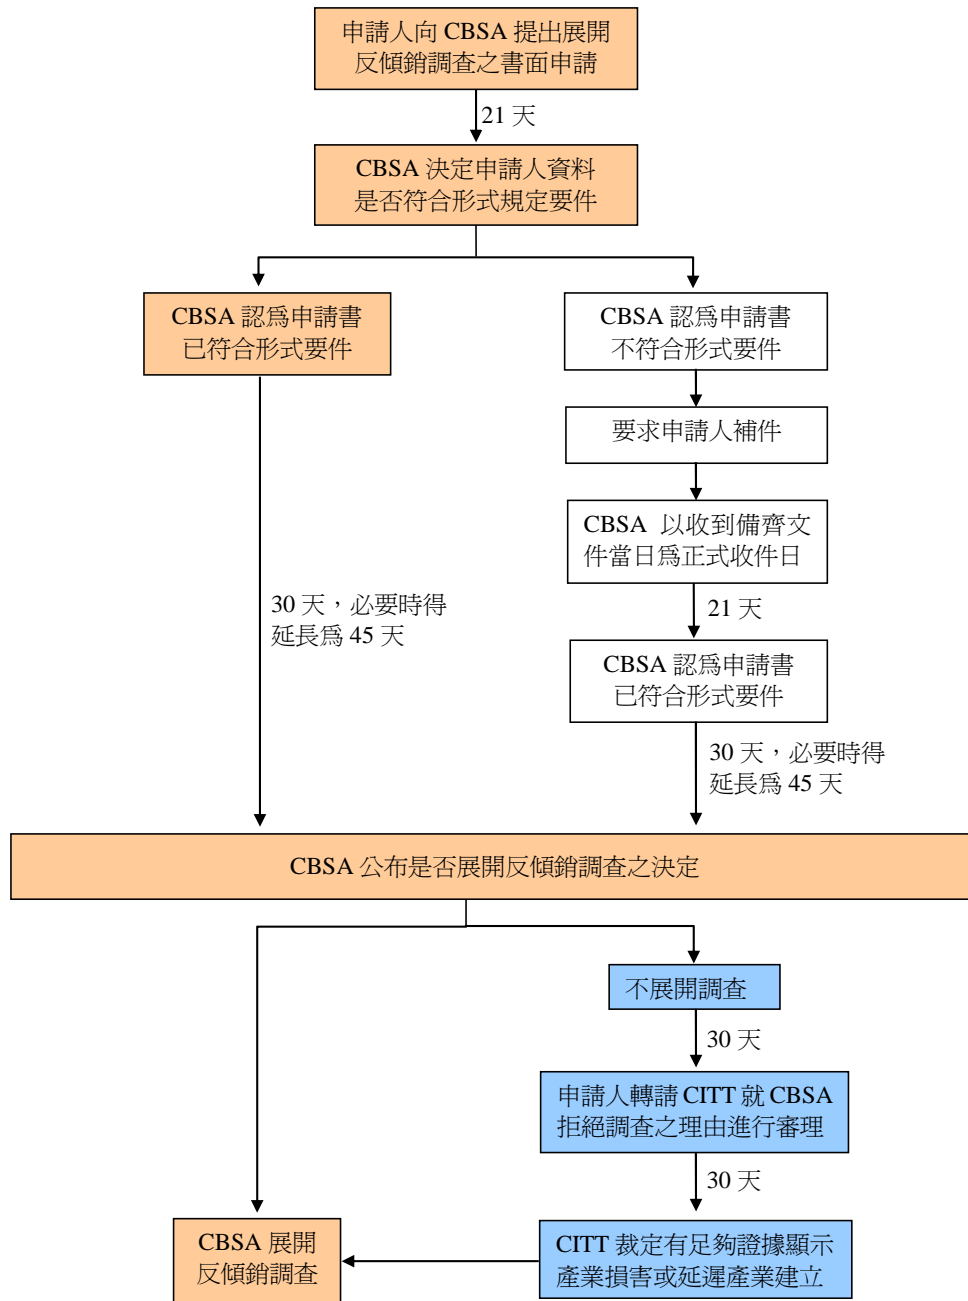 申請人向 CBSA 提出展開
反傾銷調查之書面申請
21 天
CBSA 決定申請人資料
是否符合形式規定要件
CBSA 認爲申請書
已符合形式要件
CBSA 認爲申請書
不符合形式要件
要求申請人補件
CBSA 以收到備齊文
件當日爲正式收件日
30 天，必要時得
延長爲 45 天
21 天
CBSA 認爲申請書
已符合形式要件
30 天，必要時得
延長爲 45 天
CBSA 公布是否展開反傾銷調查之決定
不展開調查
30 天
申請人轉請 CITT 就 CBSA
拒絕調查之理由進行審理
30 天
CBSA 展開
反傾銷調查
CITT 裁定有足夠證據顯示
產業損害或延遲產業建立